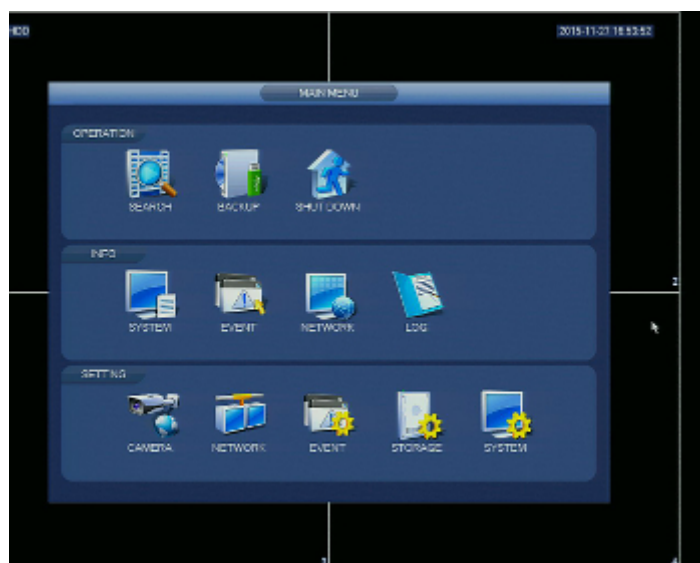 HDD 2015-11-27 16:53:52
MAIN MENU
OPERATION
SEARCH BACKUP SHUTDOWN
INFO
2
SYSTEM EVENT NETWORK LOG
SETTING
CAMERA NETWORK EVENT STORAGE SYSTEM
3 4